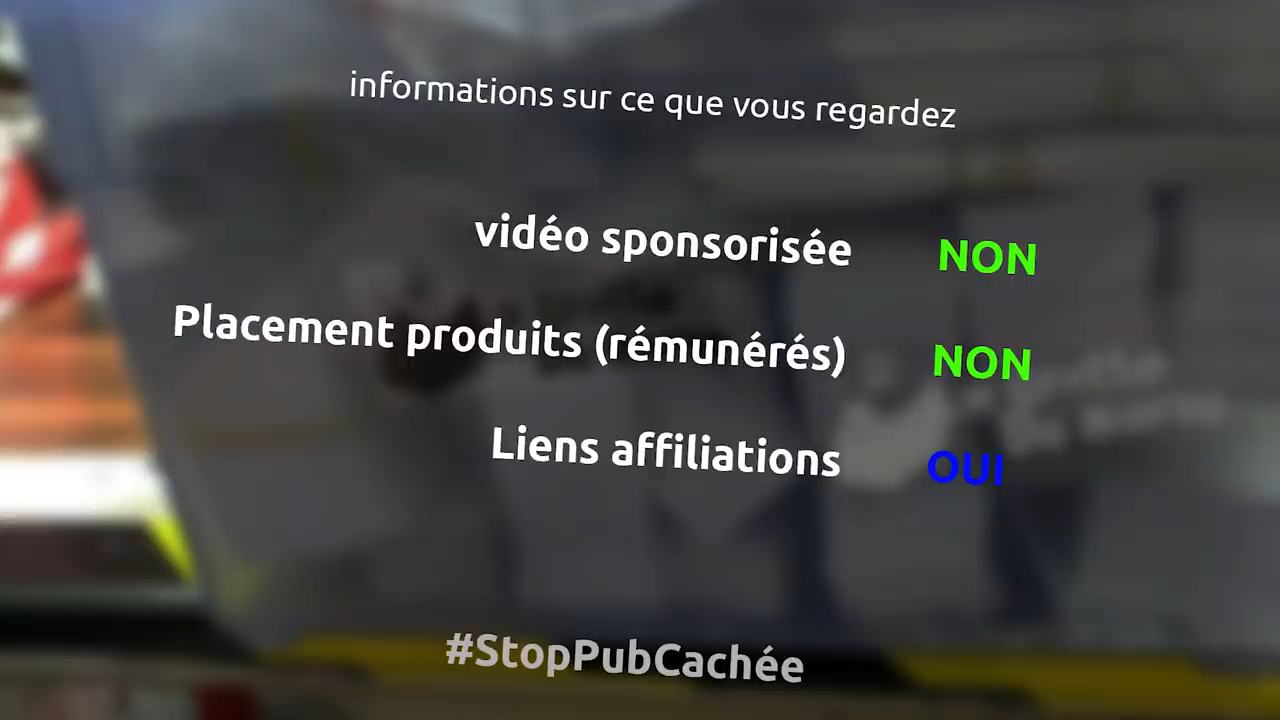 informations sur ce que vous regardez
vidéo sponsorisée NON
Placement produits (rémunérés) NON
Liens affiliations OUI
#StopPubCachée